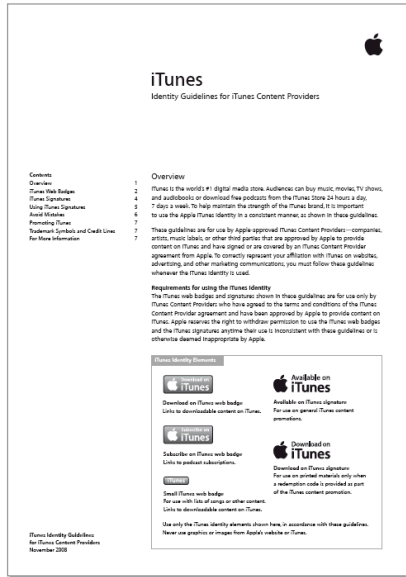 iTunes
Identity Guidelines for iTunes Content Providers
Contents
Overview 1
iTunes Web Badges 2
iTunes Signatures 4
Using iTunes Signatures 5
Avoid Mistakes 6
Promoting iTunes 7
Trademark Symbols and Credit Lines 7
For More Information 7
Overview
iTunes is the world's #1 digital media store. Audiences can buy music, movies, TV shows,
and audiobooks or download free podcasts from the iTunes Store 24 hours a day,
7 days a week. To help maintain the strength of the iTunes brand, it is important
to use the Apple iTunes identity in a consistent manner, as shown in these guidelines.
These guidelines are for use by Apple-approved iTunes Content Providers—companies,
artists, music labels, or other third parties that are approved by Apple to provide
content on iTunes and have signed or are covered by an iTunes Content Provider
agreement from Apple. To correctly represent your affiliation with iTunes on websites,
advertising, and other marketing communications, you must follow these guidelines
whenever the iTunes identity is used.
Requirements for using the iTunes Identity
The iTunes web badges and signatures shown in these guidelines are for use only by
iTunes Content Providers who have agreed to the terms and conditions of the iTunes
Content Provider agreement and have been approved by Apple to provide content on
iTunes. Apple reserves the right to withdraw permission to use the iTunes web badges
and the iTunes signatures anytime their use is inconsistent with these guidelines or is
otherwise deemed inappropriate by Apple.
iTunes Identity Elements
Download on
iTunes
Download on iTunes web badge
Links to downloadable content on iTunes.
Subscribe on
iTunes
Subscribe on iTunes web badge
Links to podcast subscriptions.
iTunes
Small iTunes web badge
For use with lists of songs or other content.
Links to downloadable content on iTunes.
Available on
iTunes
Available on iTunes signature
For use on general iTunes content
promotions.
Download on
iTunes
Download on iTunes signature
For use on printed materials only when
a redemption code is provided as part
of the iTunes content promotion.
Use only the iTunes identity elements shown here, in accordance with these guidelines.
Never use graphics or images from Apple's website or iTunes.
iTunes Identity Guidelines
for iTunes Content Providers
November 2008